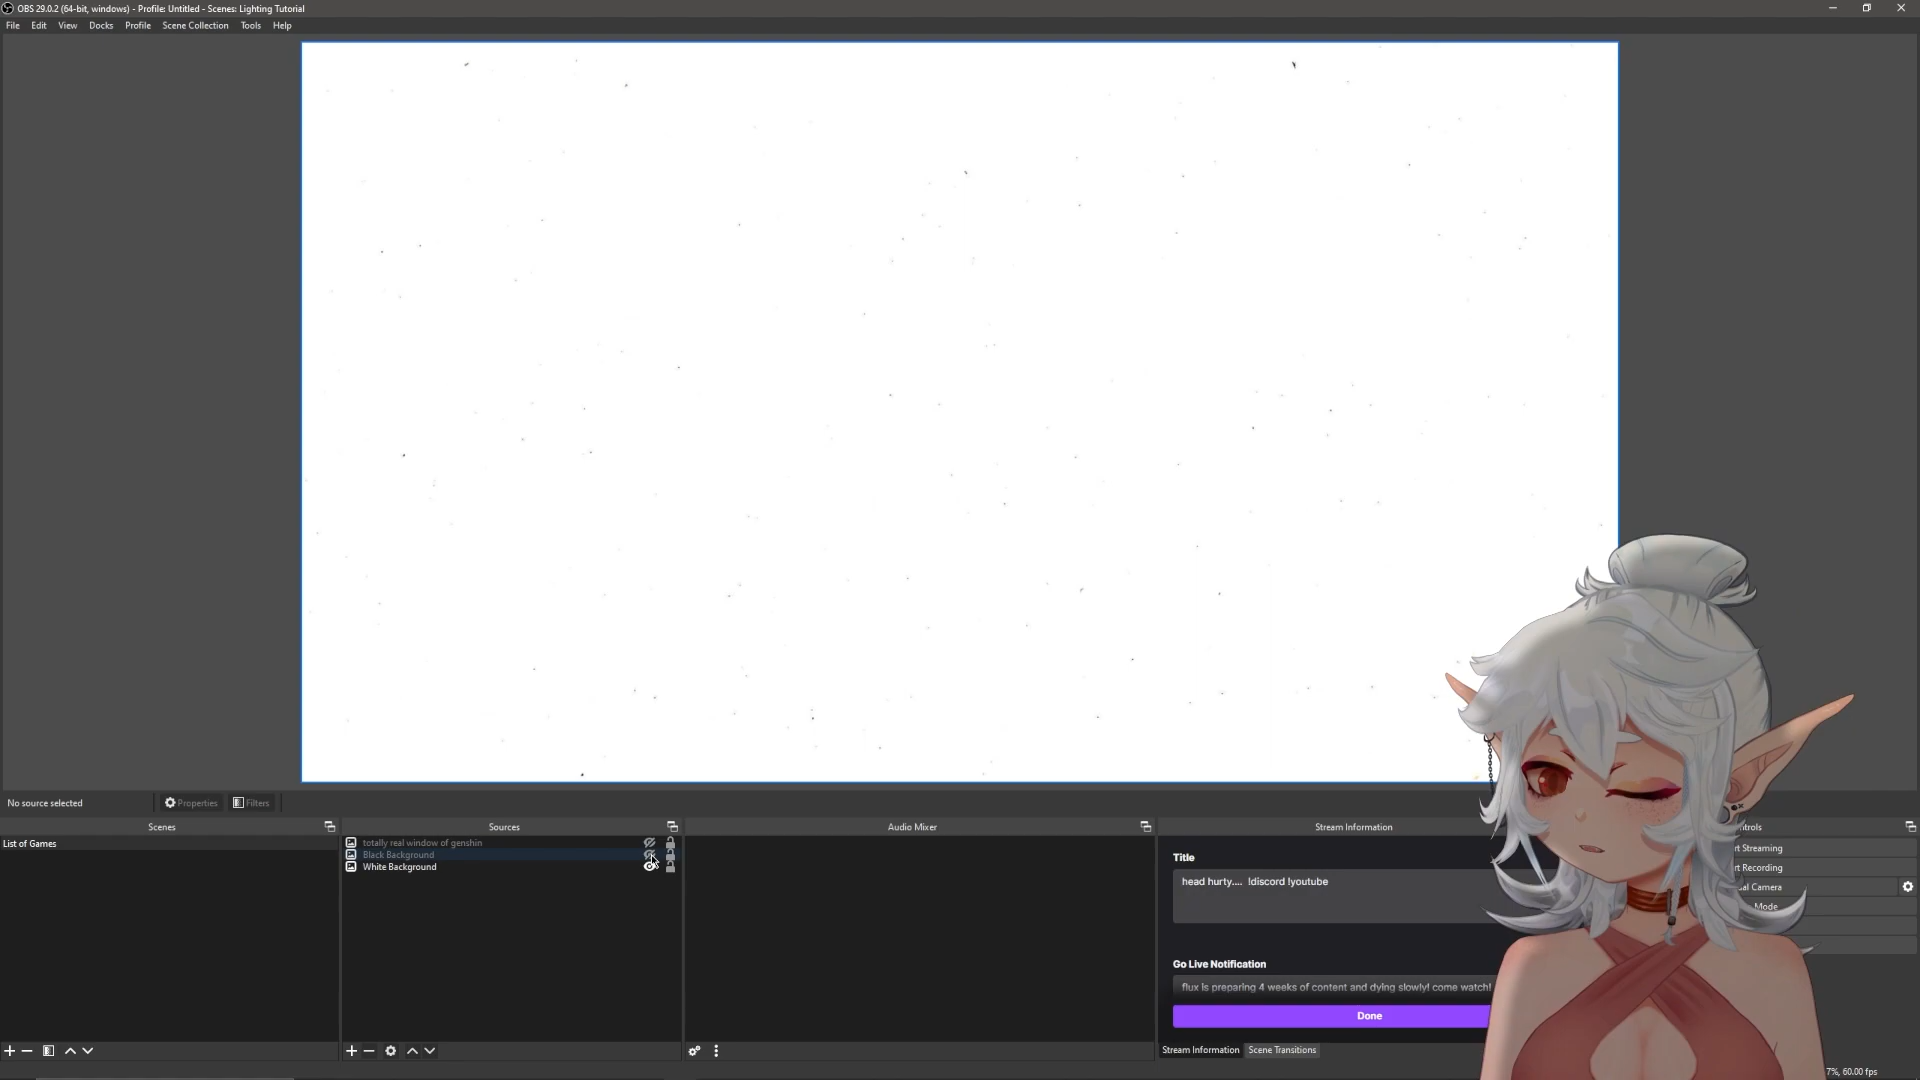 OBS 29.0.2 (64-bit, windows) - Profile: Untitled - Scenes: Lighting Tutorial
File Edit View Docks Profile Scene Collection Tools Help
No source selected Properties Filters
Scenes Sources Audio Mixer Stream Information ntrols
List of Games
totally real window of genshin
Black Background
White Background
Title
head hurty.... !discord !youtube
Go Live Notification
flux is preparing 4 weeks of content and dying slowly! come watch!
Done
Stream Information Scene Transitions
rt Streaming
rt Recording
al Camera
Mode
7%, 60.00 fps